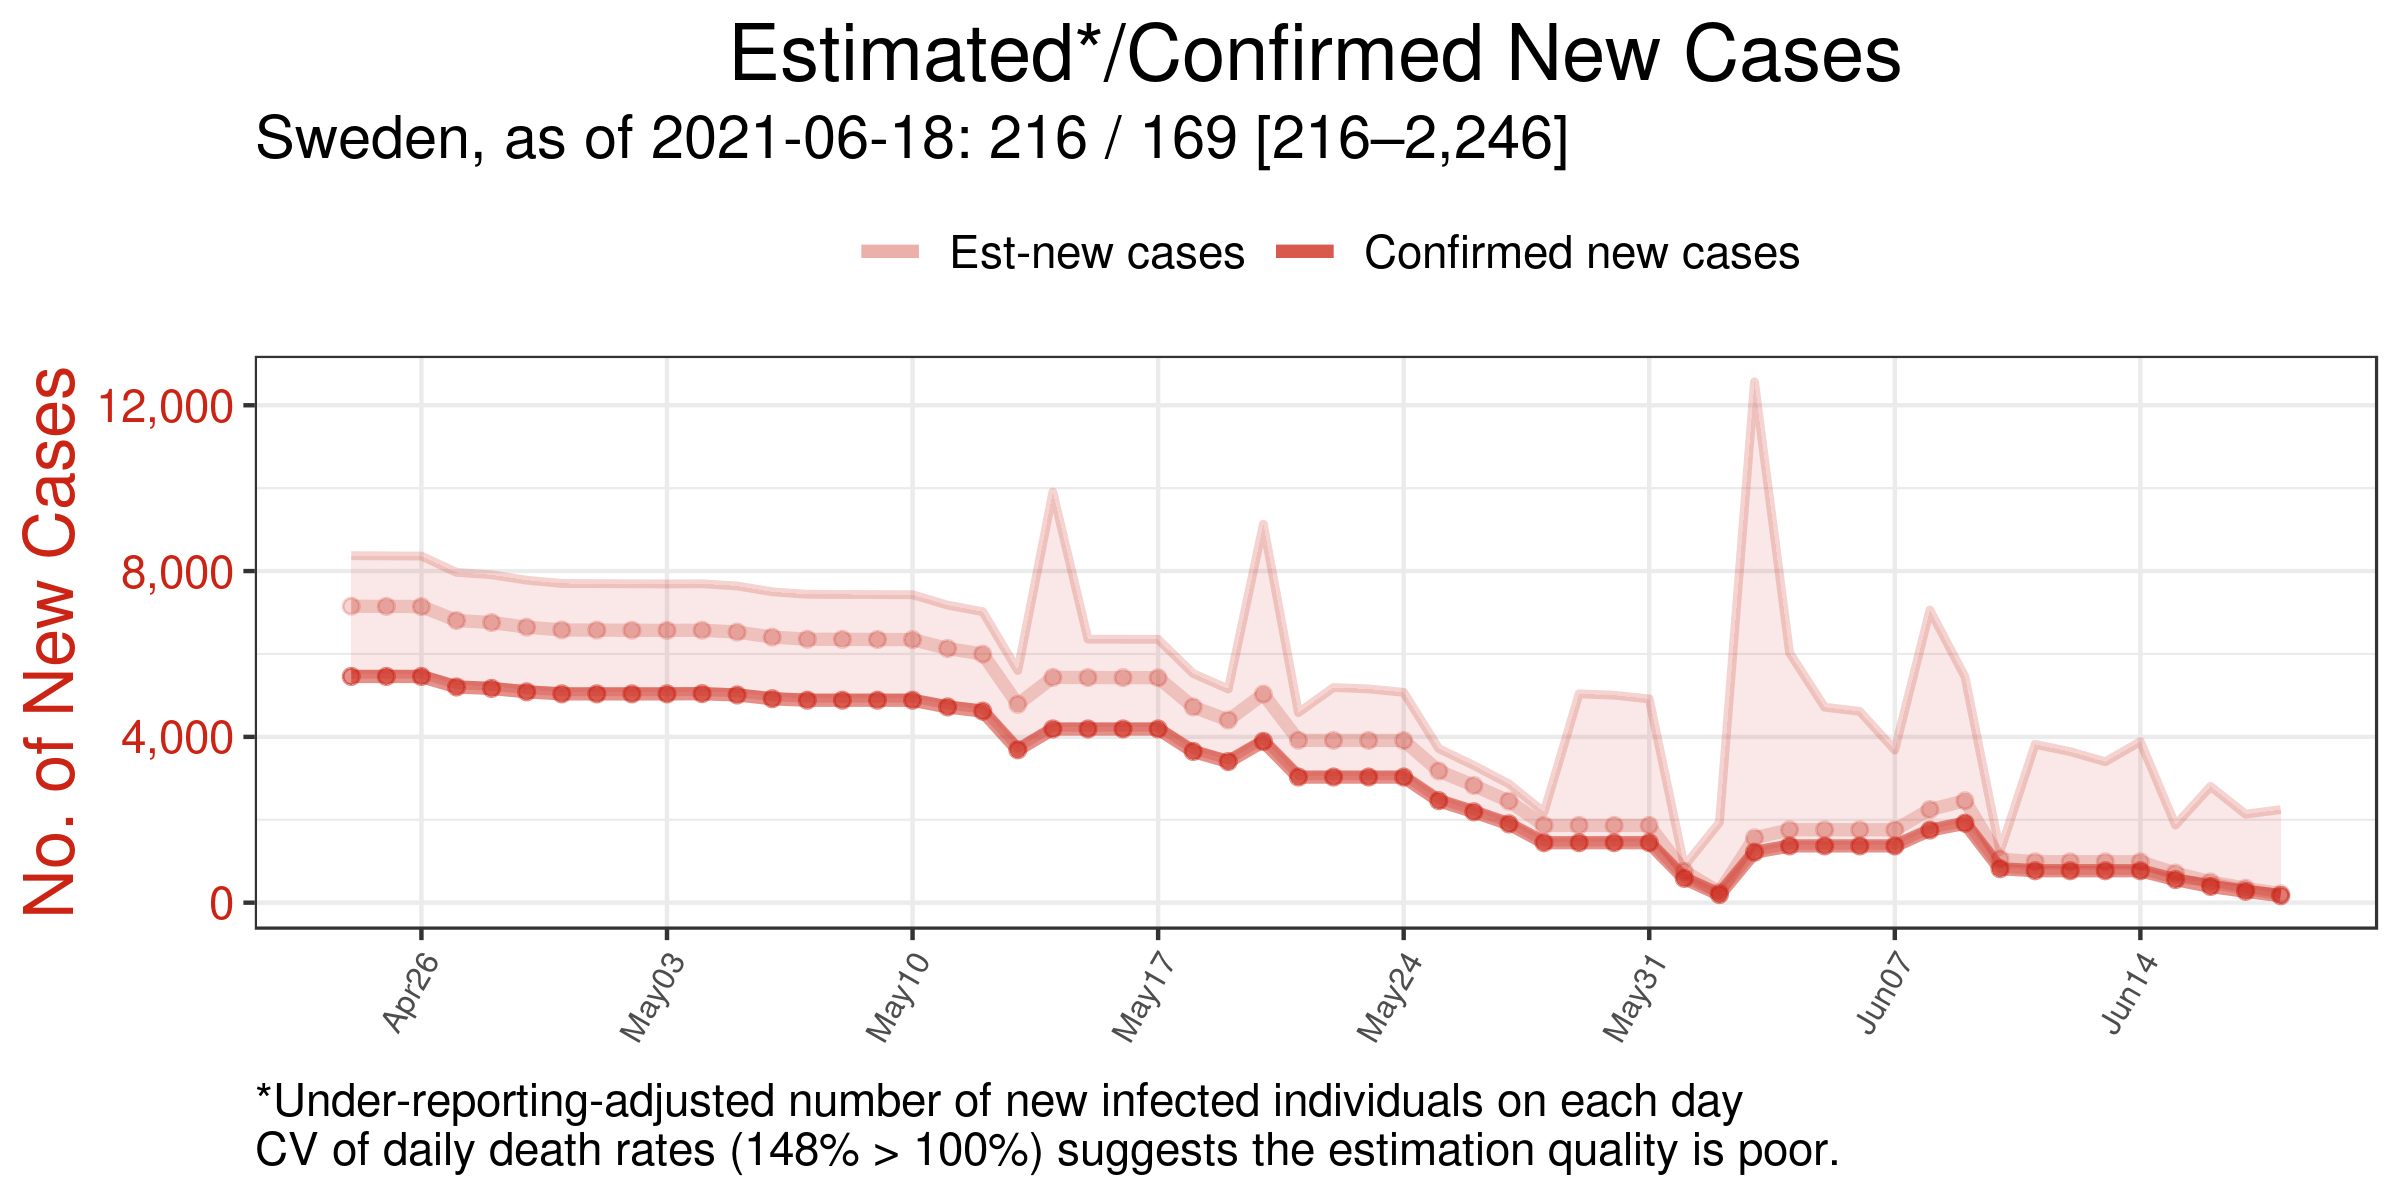 Estimated*/Confirmed New Cases
Sweden, as of 2021-06-18: 216 / 169 [216–2,246]
Est-new cases
Confirmed new cases
No. of New Cases
12,000
8,000
4,000
0
Apr26
May03
May10
May17
May24
May31
Jun07
Jun14
*Under-reporting-adjusted number of new infected individuals on each day
CV of daily death rates (148% > 100%) suggests the estimation quality is poor.